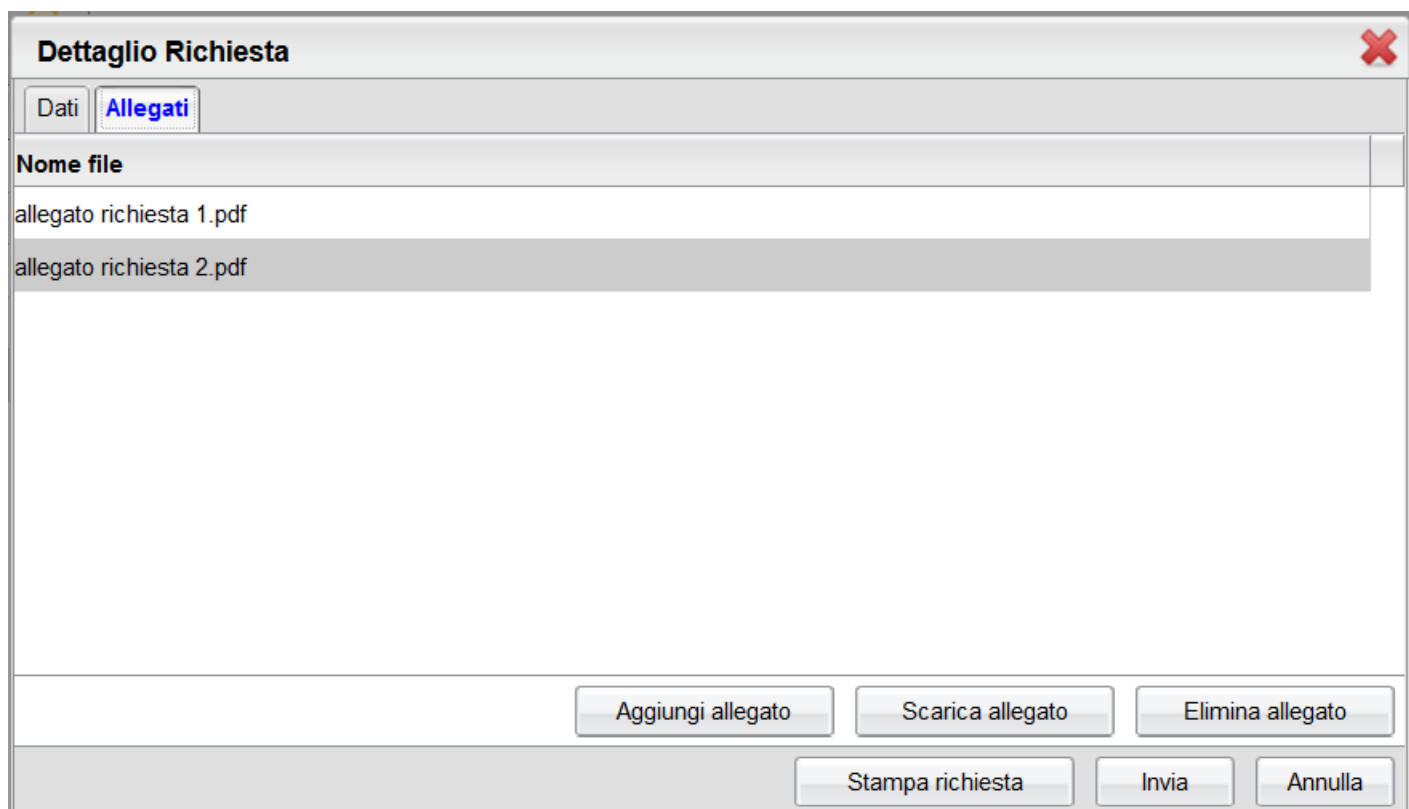 Dettaglio Richiesta
Dati Allegati
Nome file
allegato richiesta 1.pdf
allegato richiesta 2.pdf
Aggiungi allegato Scarica allegato Elimina allegato
Stampa richiesta Invia Annulla